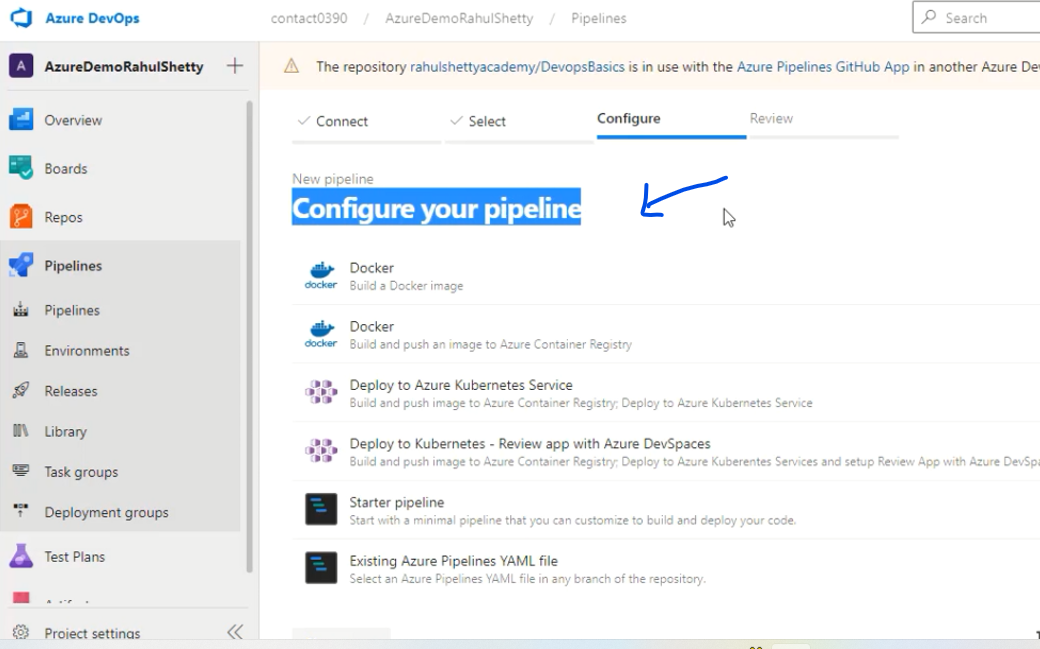 Azure DevOps
contact0390 / AzureDemoRahulShetty / Pipelines
Search
A AzureDemoRahulShetty +
The repository rahulshettyacademy/DevopsBasics is in use with the Azure Pipelines GitHub App in another Azure
Overview
Boards
Repos
Pipelines
Pipelines
Environments
Releases
Library
Task groups
Deployment groups
Test Plans
Project settings
Connect
Select
Configure
Review
New pipeline
Configure your pipeline
docker
Docker
Build a Docker image
docker
Docker
Build and push an image to Azure Container Registry
Deploy to Azure Kubernetes Service
Build and push image to Azure Container Registry; Deploy to Azure Kubernetes Service
Deploy to Kubernetes - Review app with Azure DevSpaces
Build and push image to Azure Container Registry; Deploy to Azure Kuberentes Services and setup Review App with Azure
Starter pipeline
Start with a minimal pipeline that you can customize to build and deploy your code.
Existing Azure Pipelines YAML file
Select an Azure Pipelines YAML file in any branch of the repository.